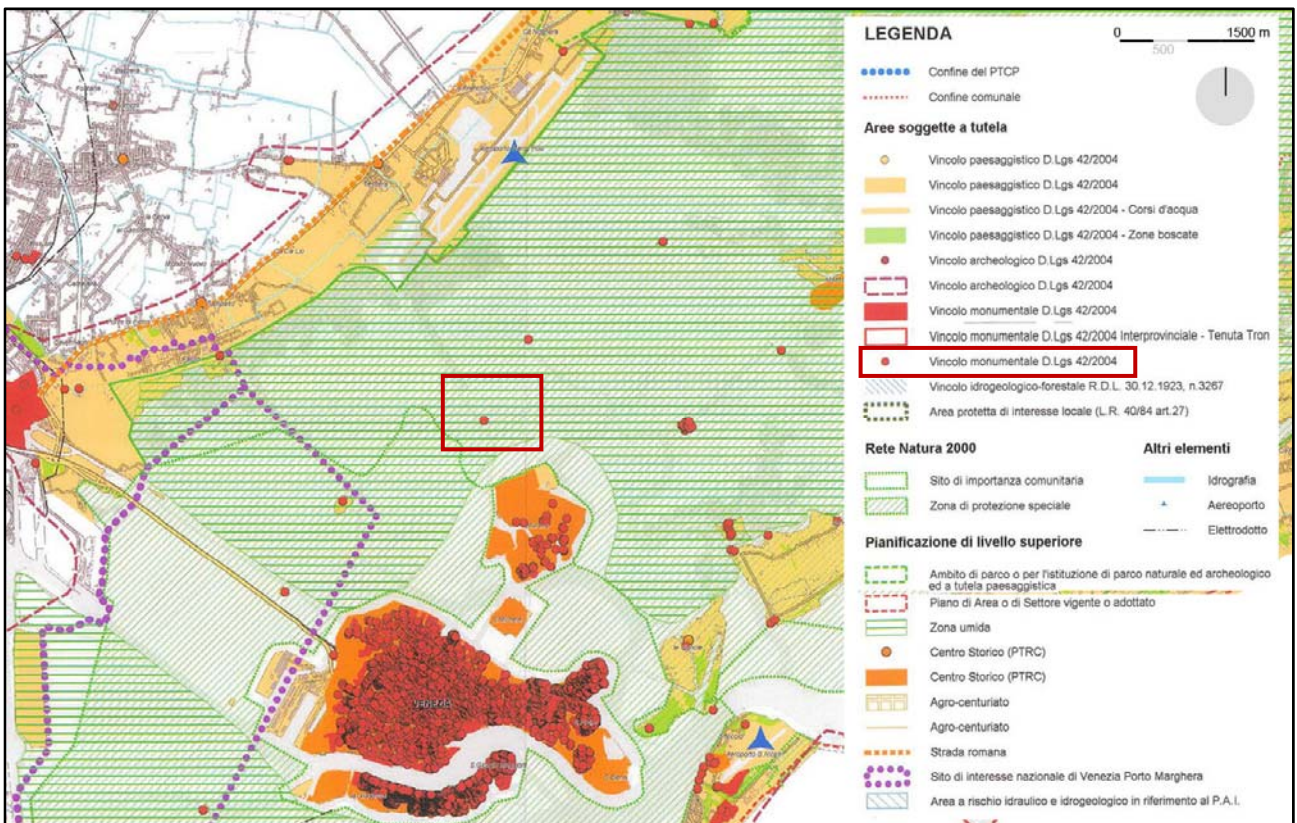 LEGENDA
0 1500 m
500
Confine del PTCP
Confine comunale
Aree soggette a tutela
Vincolo paesaggistico D.Lgs 42/2004
Vincolo paesaggistico D.Lgs 42/2004
Vincolo paesaggistico D.Lgs 42/2004 - Corsi d'acqua
Vincolo paesaggistico D.Lgs 42/2004 - Zone boscate
Vincolo archeologico D.Lgs 42/2004
Vincolo archeologico D.Lgs 42/2004
Vincolo monumentale D.Lgs 42/2004
Vincolo monumentale D.Lgs 42/2004 Interprovinciale - Tenuta Tron
Vincolo monumentale D.Lgs 42/2004
Vincolo idrogeologico-forestale R.D.L. 30.12.1923, n.3267
Area protetta di interesse locale (L.R. 40/84 art.27)
Rete Natura 2000
Sito di importanza comunitaria
Zona di protezione speciale
Altri elementi
Idrografia
Aereoporto
Elettrodotto
Pianificazione di livello superiore
Ambito di parco o per l'istituzione di parco naturale ed archeologico
ed a tutela paesaggistica
Piano di Area o di Settore vigente o adottato
Zona umida
Centro Storico (PTRC)
Centro Storico (PTRC)
Agro-centuriato
Agro-centuriato
Strada romana
Sito di interesse nazionale di Venezia Porto Marghera
Area a rischio idraulico e idrogeologico in riferimento al P.A.I.
VENEZIA